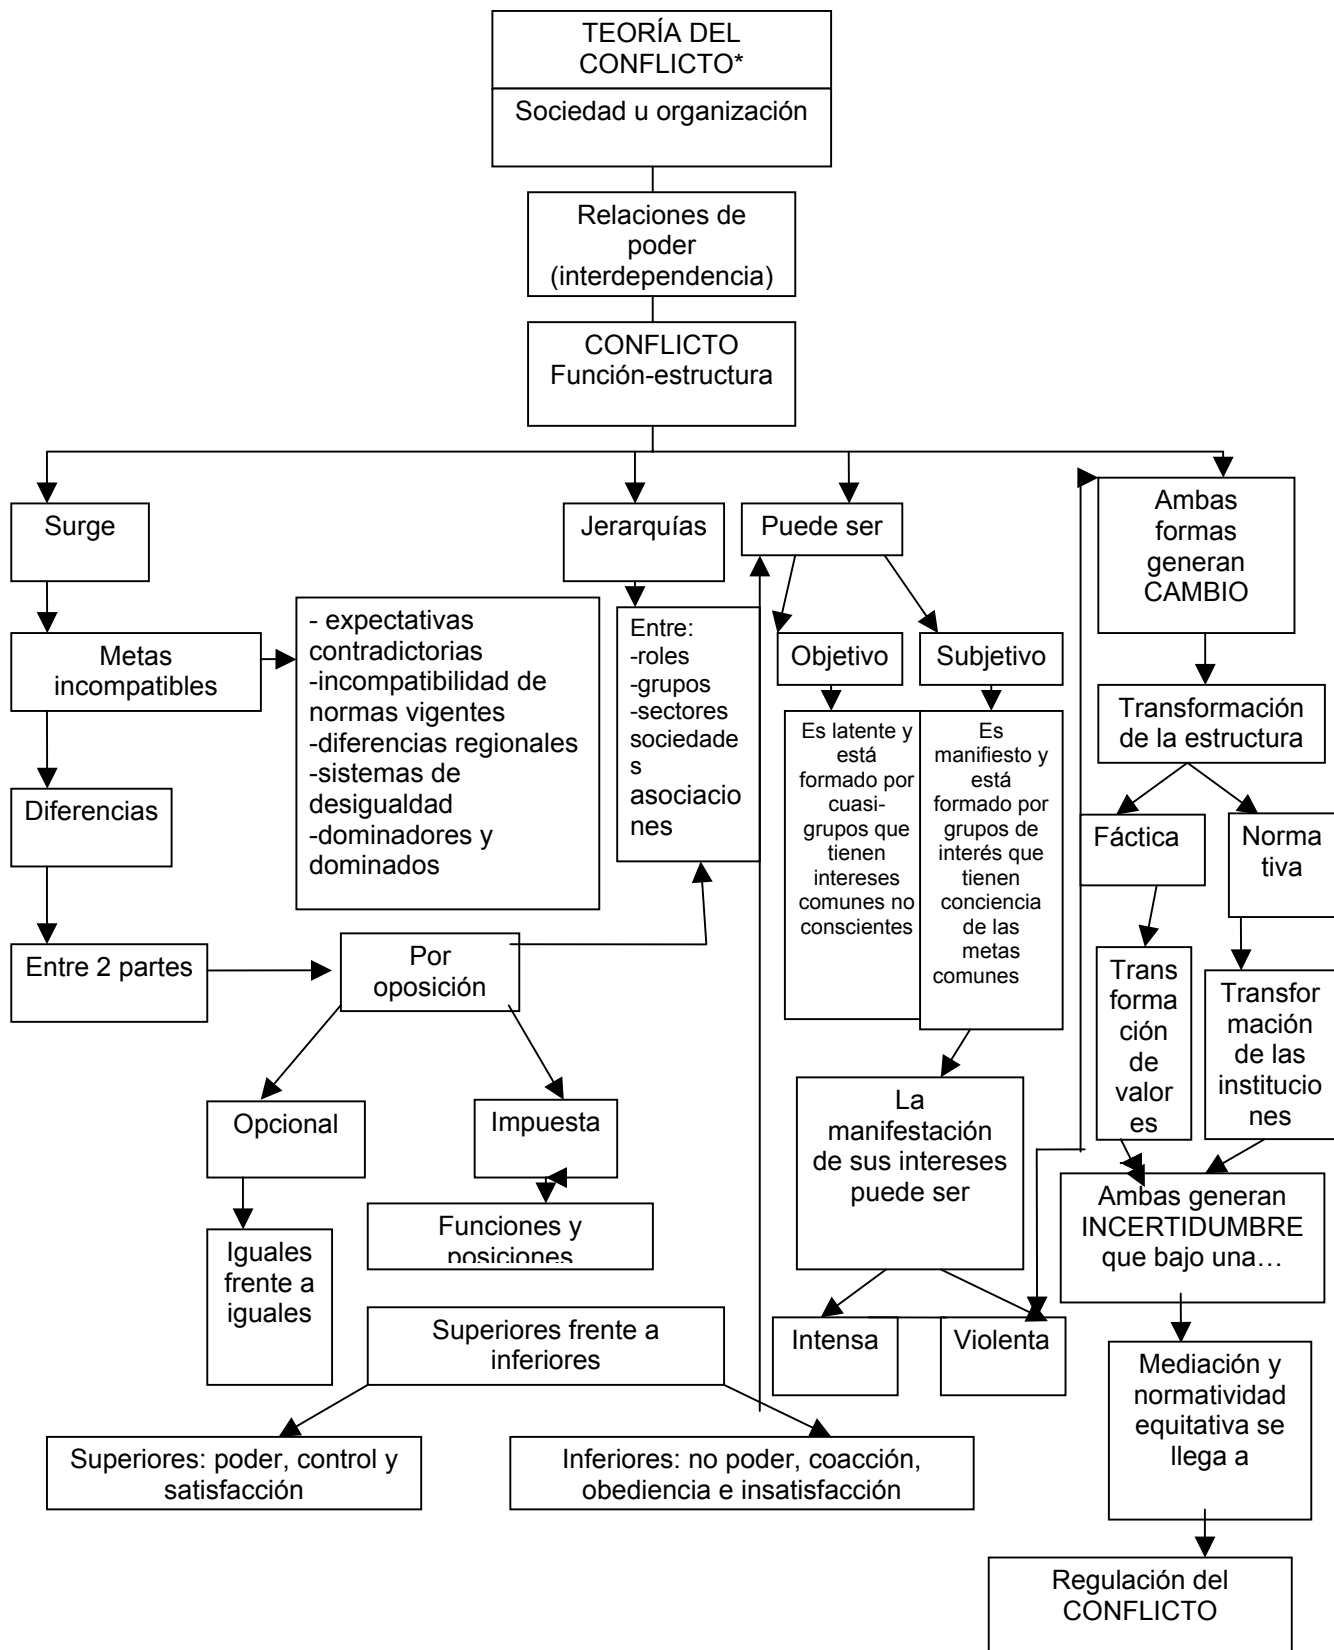 TEORÍA DEL
CONFLICTO*
Sociedad u organización
Relaciones de
poder
(interdependencia)
CONFLICTO
Función-estructura
Surge
Metas
incompatibles
- expectativas
contradictorias
-incompatibilidad de
normas vigentes
-diferencias regionales
-sistemas de
desigualdad
-dominadores y
dominados
Diferencias
Entre 2 partes
Por
oposición
Opcional
Impuesta
Iguales
frente a
iguales
Funciones y
posiciones
Superiores frente a
inferiores
Superiores: poder, control y
satisfacción
Inferiores: no poder, coacción,
obediencia e insatisfacción
Jerarquías
Entre:
-roles
-grupos
-sectores
sociedade
s
asociacio
nes
Puede ser
Objetivo
Subjetivo
Es latente y
está
formado por
cuasi-
grupos que
tienen
intereses
comunes no
conscientes
Es
manifiesto y
está
formado por
grupos de
interés que
tienen
conciencia
de las
metas
comunes
La
manifestación
de sus intereses
puede ser
Intensa
Violenta
Ambas
formas
generan
CAMBIO
Transformación
de la estructura
Fáctica
Norma
tiva
Trans
forma
ción
de
valor
es
Transfor
mación
de las
institucio
nes
Ambas generan
INCERTIDUMBRE
que bajo una…
Mediación y
normatividad
equitativa se
llega a
Regulación del
CONFLICTO